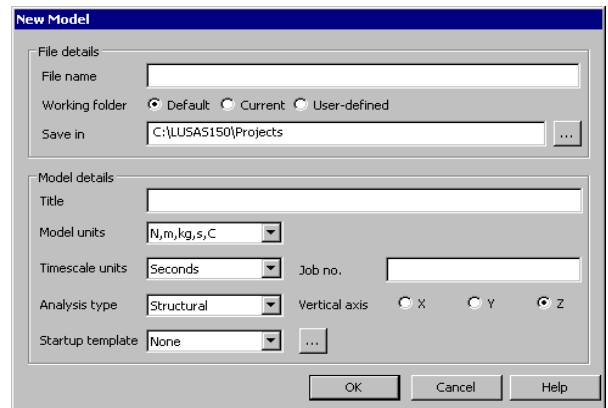 New Model
File details
File name
Working folder Default Current User-defined
Save in C:\LUSAS150\Projects ...
Model details
Title
Model units N,m,kg,s,C
Timescale units Seconds Job no.
Analysis type Structural Vertical axis X Y Z
Startup template None ...
OK Cancel Help